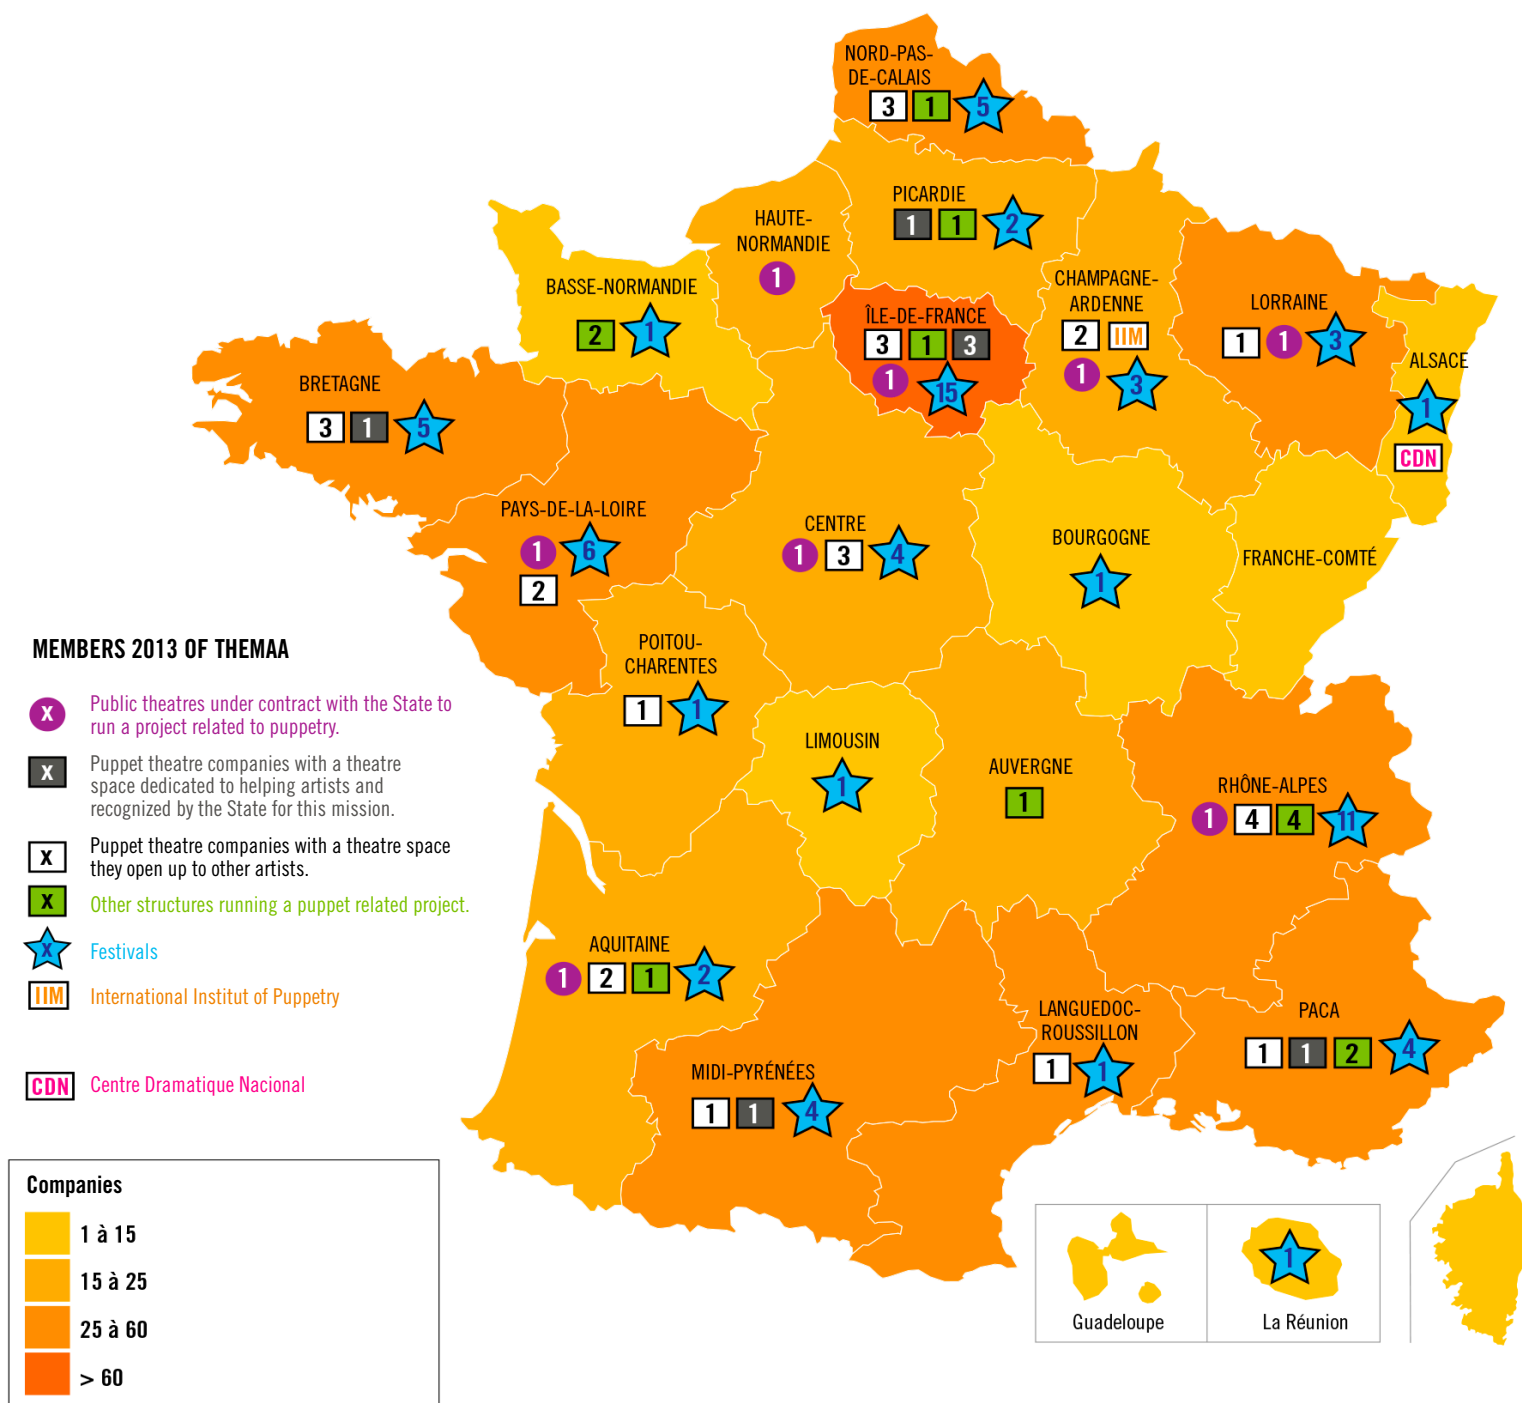 NORD-PAS-
DE-CALAIS
3 1 5
PICARDIE
1 1 2
HAUTE-
NORMANDIE
1
BASSE-NORMANDIE
2 1
ÎLE-DE-FRANCE
3 1 3
1 15
CHAMPAGNE-
ARDENNE
2 IIM
1 3
LORRAINE
1 1 3
ALSACE
1
CDN
BRETAGNE
3 1 5
PAYS-DE-LA-LOIRE
1 6
2
CENTRE
1 3 4
BOURGOGNE
1
FRANCHE-COMTÉ
POITOU-
CHARENTES
1 1
LIMOUSIN
1
AUVERGNE
1
RHÔNE-ALPES
1 4 4 11
AQUITAINE
1 2 1 2
MIDI-PYRÉNÉES
1 1 4
LANGUEDOC-
ROUSSILLON
1 1
PACA
1 1 2 4
Guadeloupe
1
La Réunion
MEMBERS 2013 OF THEMAA
X Public theatres under contract with the State to
run a project related to puppetry.
X Puppet theatre companies with a theatre
space dedicated to helping artists and
recognized by the State for this mission.
X Puppet theatre companies with a theatre space
they open up to other artists.
X Other structures running a puppet related project.
X Festivals
IIM International Institut of Puppetry
CDN Centre Dramatique Nacional
Companies
1 à 15
15 à 25
25 à 60
> 60